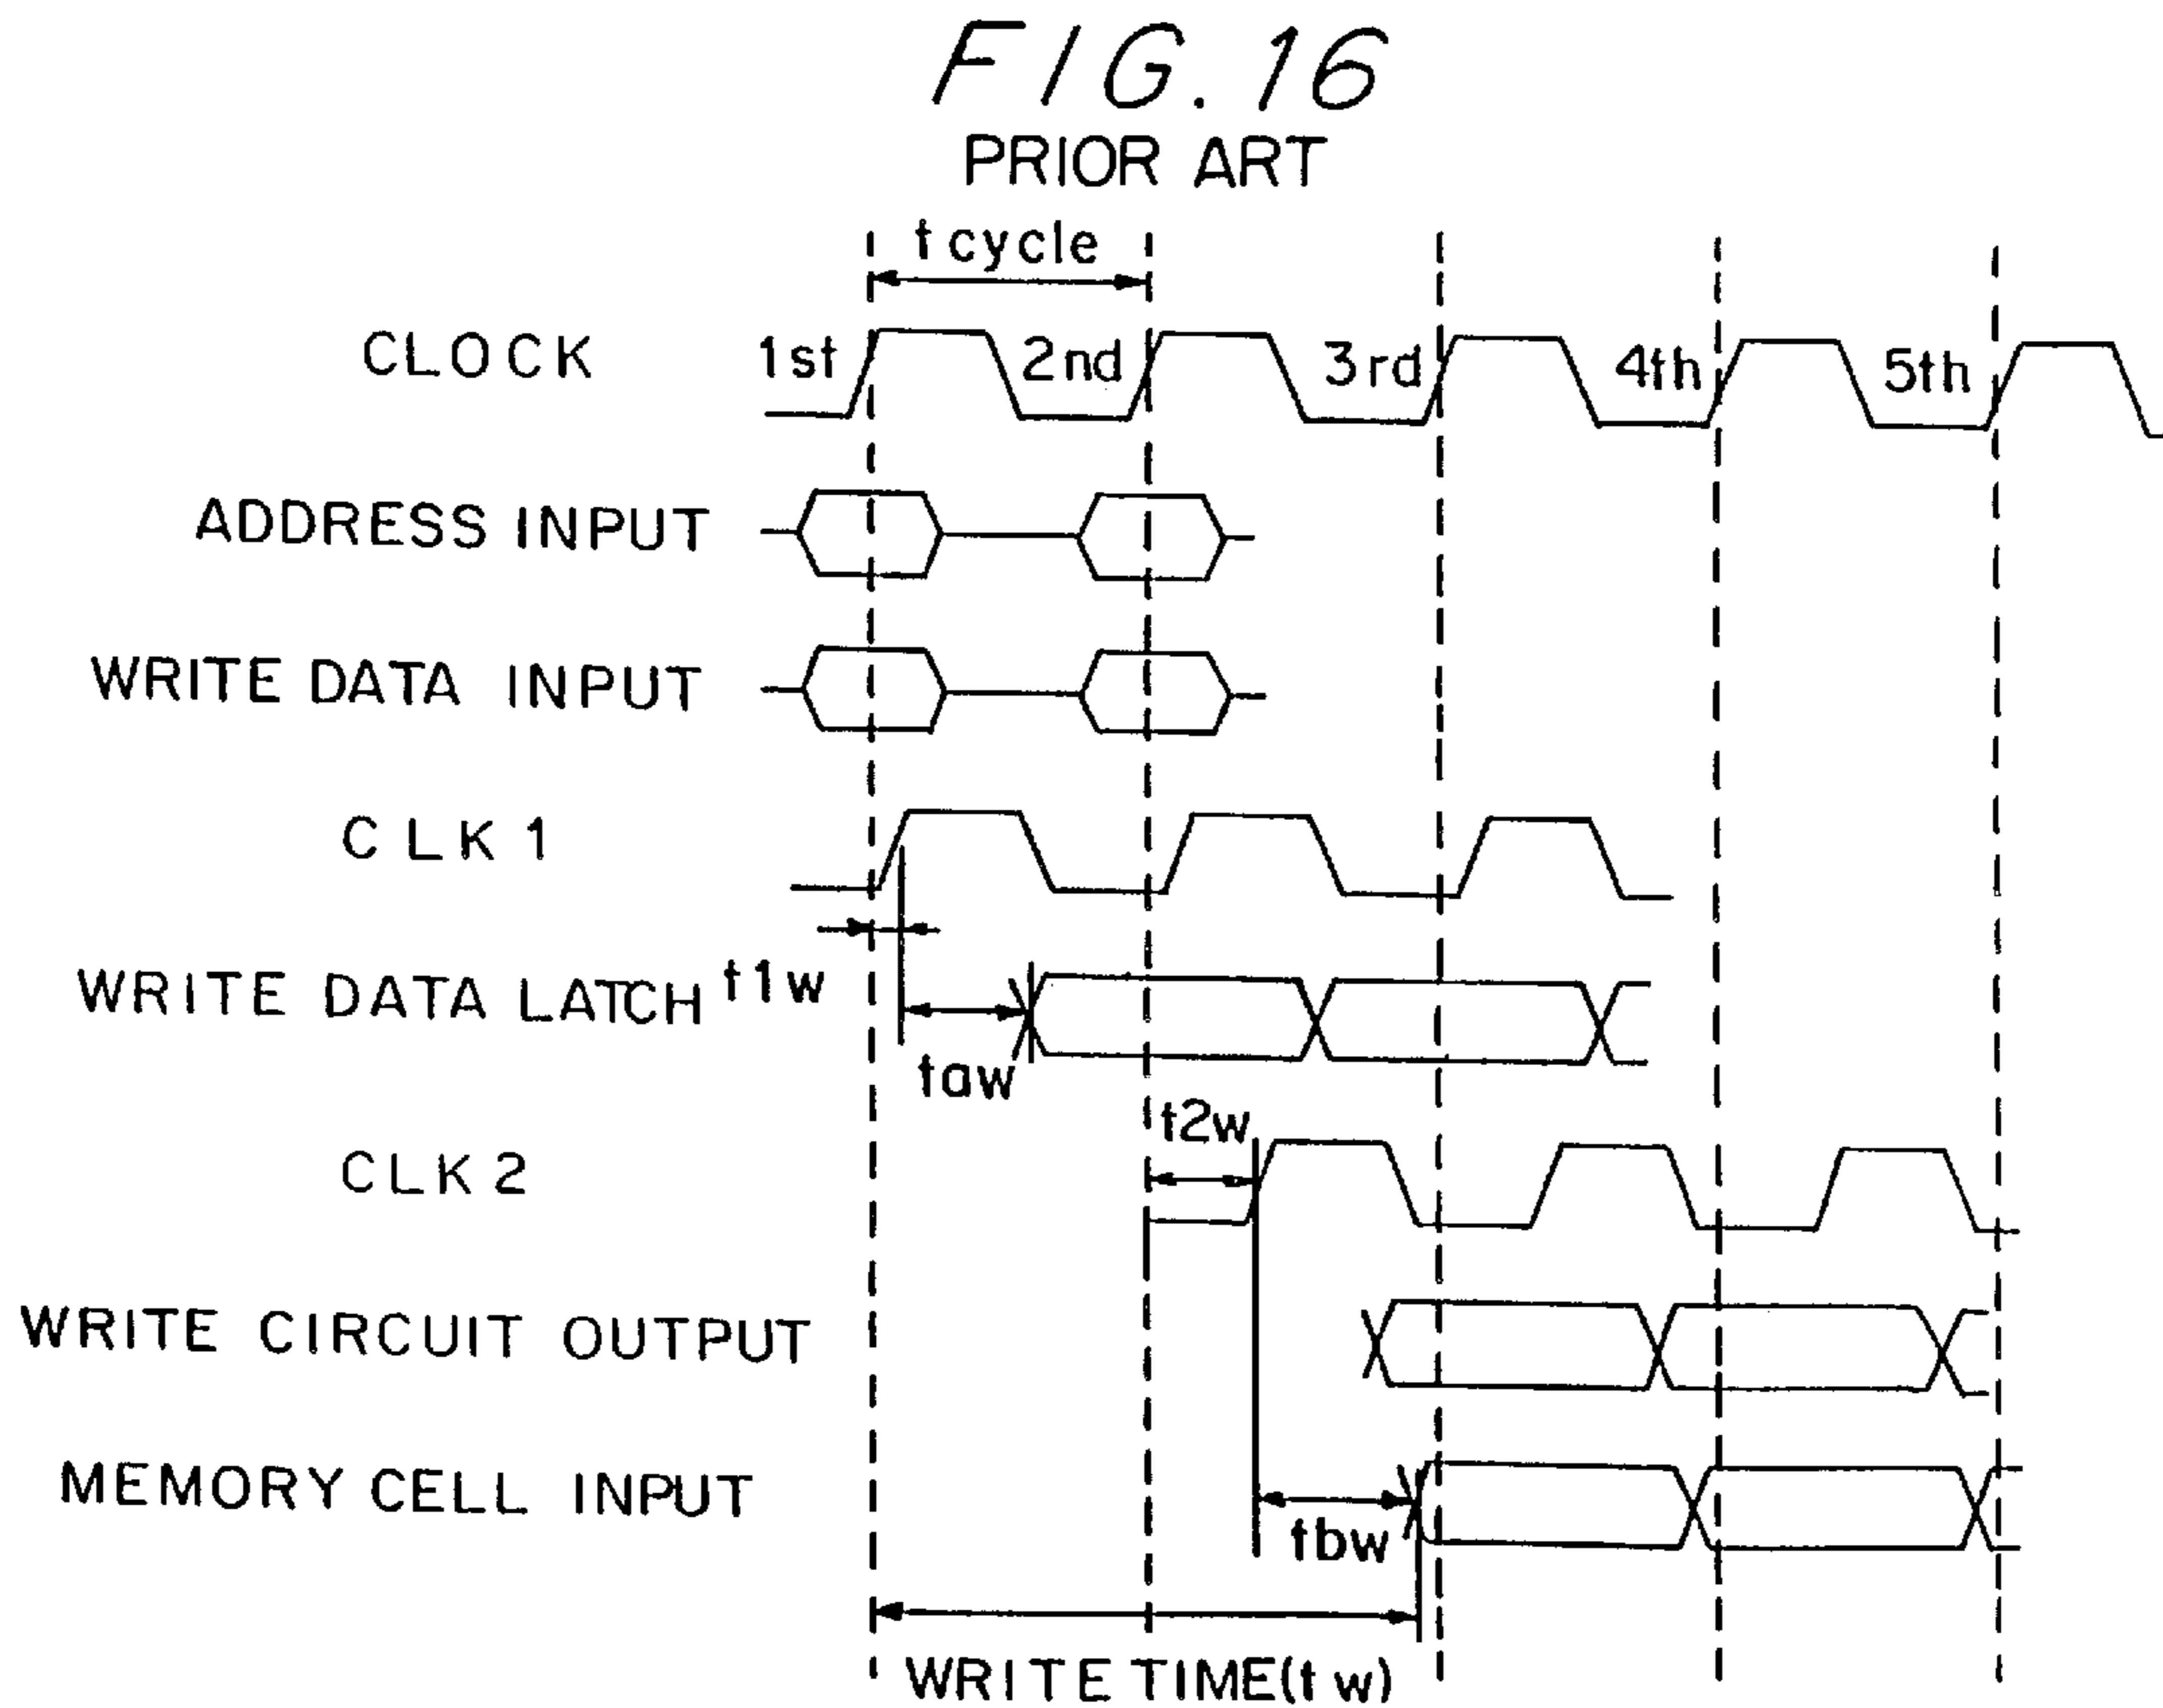 FIG. 16
PRIOR ART
t cycle
CLOCK 1st 2nd 3rd 4th 5th
ADDRESS INPUT
WRITE DATA INPUT
CLK 1
WRITE DATA LATCH t1w
taw
t2w
CLK 2
WRITE CIRCUIT OUTPUT
MEMORY CELL INPUT
tbw
WRITE TIME(t w)